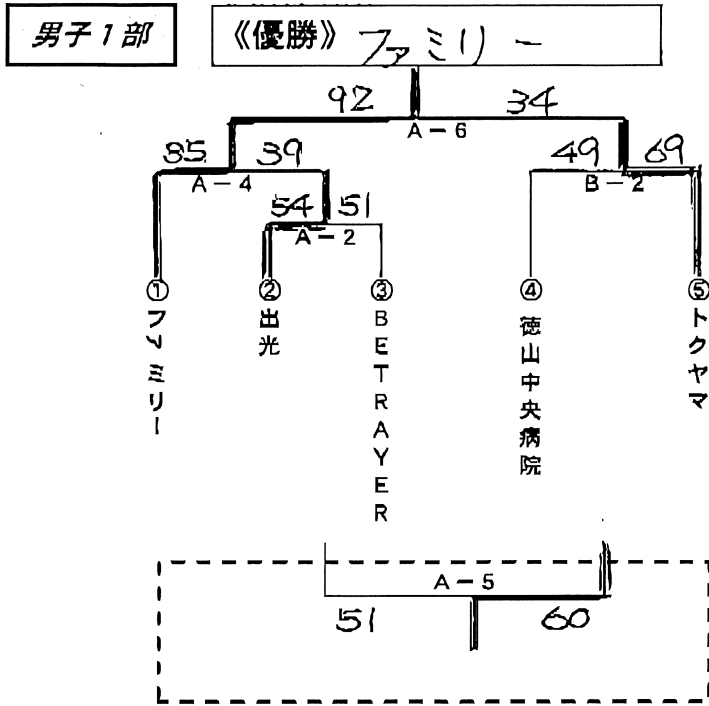 男子1部
《優勝》ファミリー
92 34
A-6
85 39 49 69
A-4 B-2
54 51
A-2
① ② ③ ④ ⑤
ファミリー
出光
BETRAYER
徳山中央病院
トクヤマ
A-5
51 60